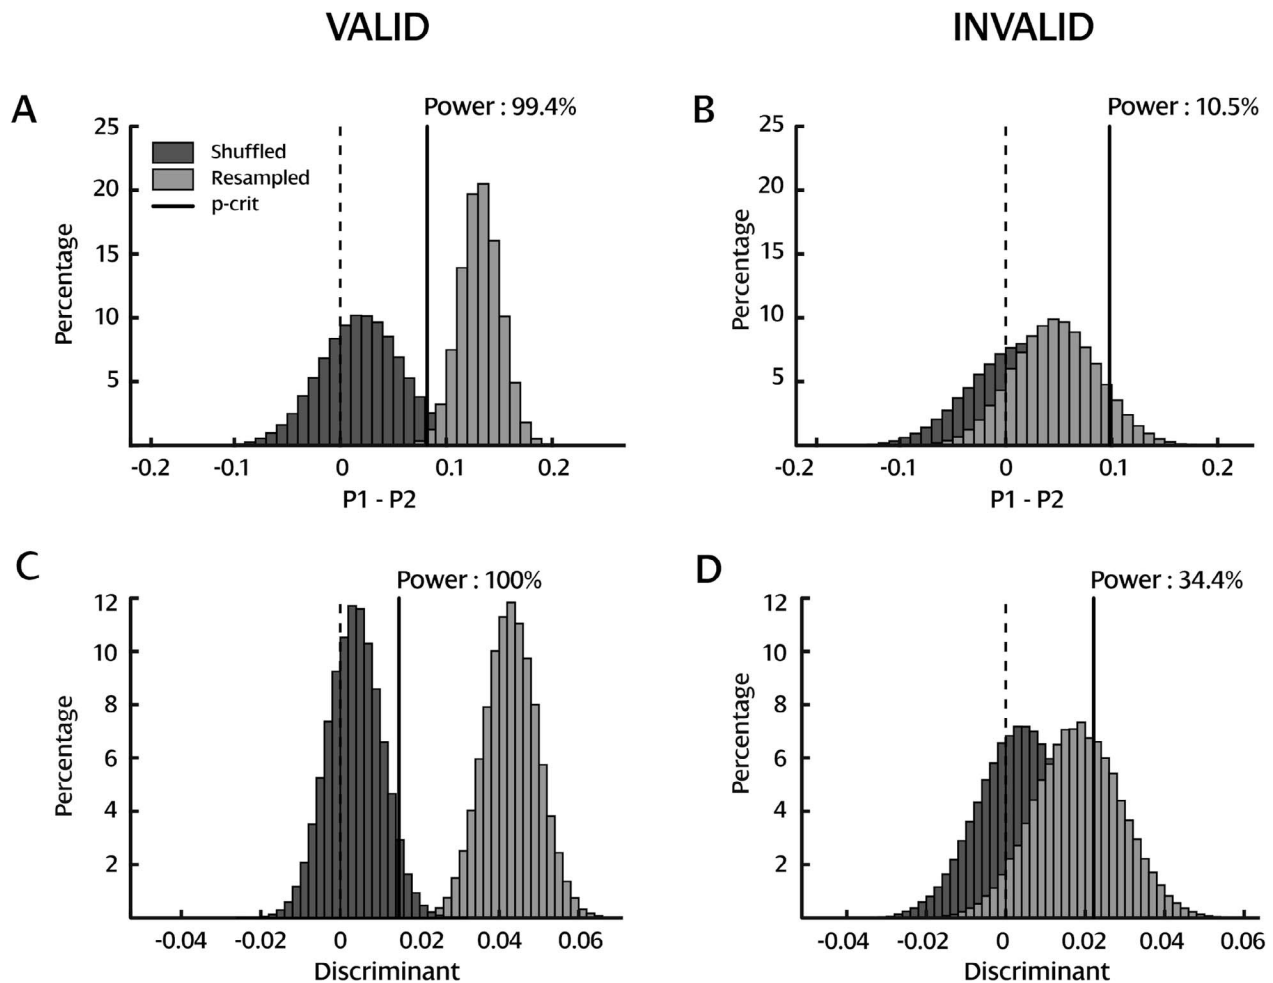 VALID
INVALID
A
Power : 99.4%
25
20
15
10
5
Percentage
Shuffled
Resampled
p-crit
-0.2 -0.1 0 0.1 0.2
P1 - P2
B
Power : 10.5%
25
20
15
10
5
Percentage
-0.2 -0.1 0 0.1 0.2
P1 - P2
C
Power : 100%
12
10
8
6
4
2
Percentage
-0.04 -0.02 0 0.02 0.04 0.06
Discriminant
D
Power : 34.4%
12
10
8
6
4
2
Percentage
-0.04 -0.02 0 0.02 0.04 0.06
Discriminant